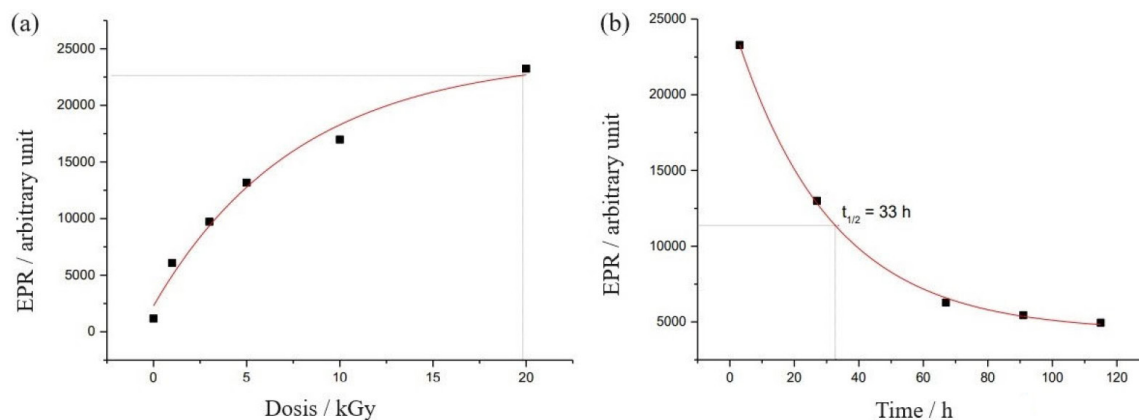 (a)
EPR / arbitrary unit
25000
20000
15000
10000
5000
0
0 5 10 15 20
Dosis / kGy
(b)
EPR / arbitrary unit
25000
20000
15000
10000
5000
t1/2 = 33 h
0 20 40 60 80 100 120
Time / h